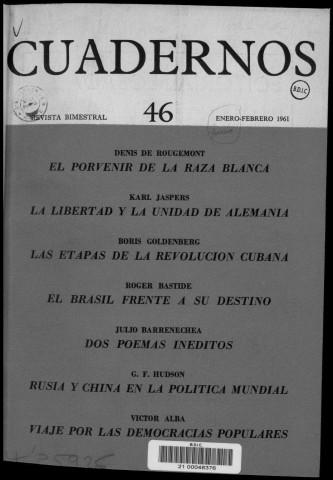 CUADERNOS
B.D.I.C
REVISTA BIMESTRAL 46 ENERO-FEBRERO 1961
DENIS DE ROUGEMONT
EL PORVENIR DE LA RAZA BLANCA
KARL JASPERS
LA LIBERTAD Y LA UNIDAD DE ALEMANIA
BORIS GOLDENBERG
LAS ETAPAS DE LA REVOLUCION CUBANA
ROGER BASTIDE
EL BRASIL FRENTE A SU DESTINO
JULIO BARRENECHEA
DOS POEMAS INEDITOS
G. F. HUDSON
RUSIA Y CHINA EN LA POLITICA MUNDIAL
VICTOR ALBA
VIAJE POR LAS DEMOCRACIAS POPULARES
B.D.I.C.
21 00048376